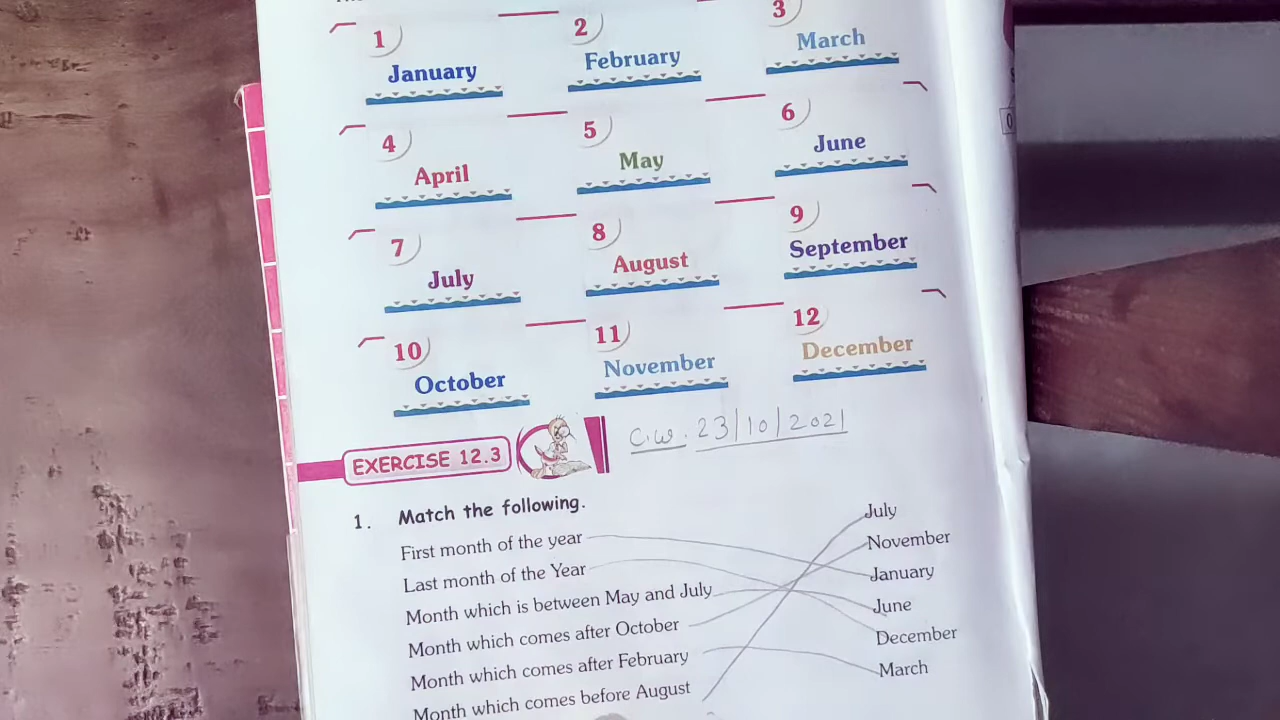 1 2 3
January February March
4 5 6
April May June
7 8 9
July August September
10 11 12
October November December
EXERCISE 12.3 C.W. 23/10/2021
1. Match the following.
First month of the year July
Last month of the Year November
Month which is between May and July January
Month which comes after October June
Month which comes after February December
Month which comes before August March